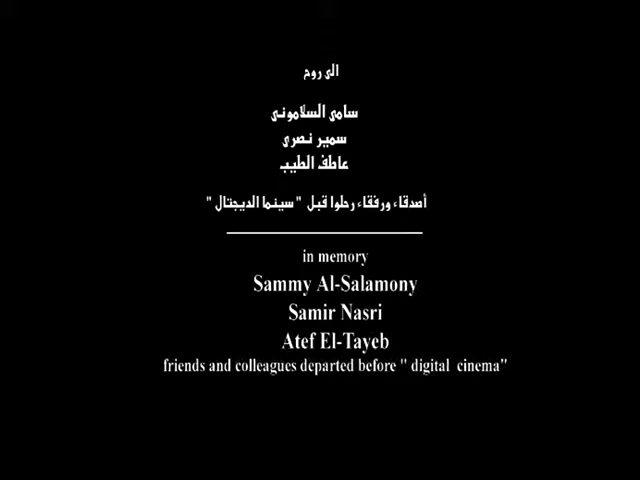 الى روح
سامى السلامونى
سمير نصرى
عاطف الطيب
أصدقاء ورفقاء رحلوا قبل " سينما الديجتال "
in memory
Sammy Al-Salamony
Samir Nasri
Atef El-Tayeb
friends and colleagues departed before " digital cinema"